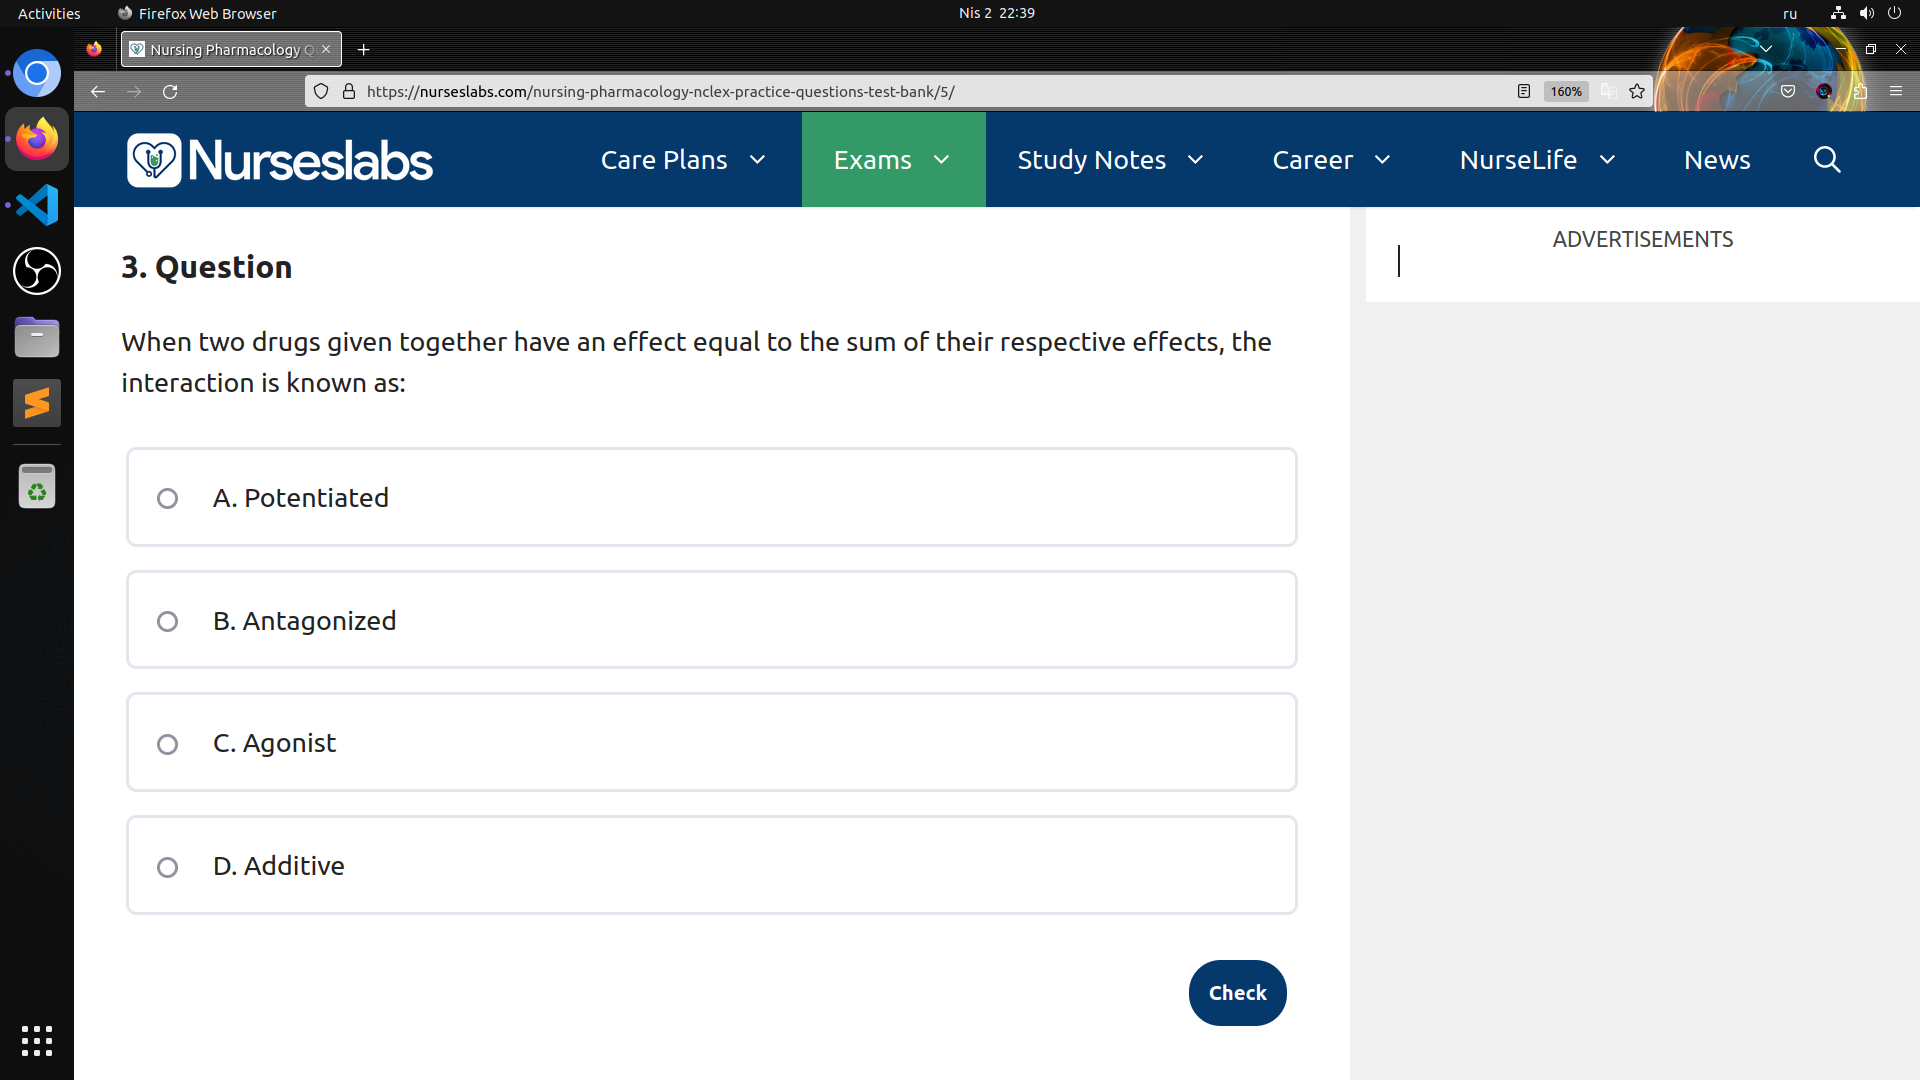 Activities
Firefox Web Browser
Nis 2 22:39
ru
Nursing Pharmacology Q
https://nurseslabs.com/nursing-pharmacology-nclex-practice-questions-test-bank/5/
160%
Nurseslabs
Care Plans
Exams
Study Notes
Career
NurseLife
News
ADVERTISEMENTS
3. Question
When two drugs given together have an effect equal to the sum of their respective effects, the
interaction is known as:
A. Potentiated
B. Antagonized
C. Agonist
D. Additive
Check